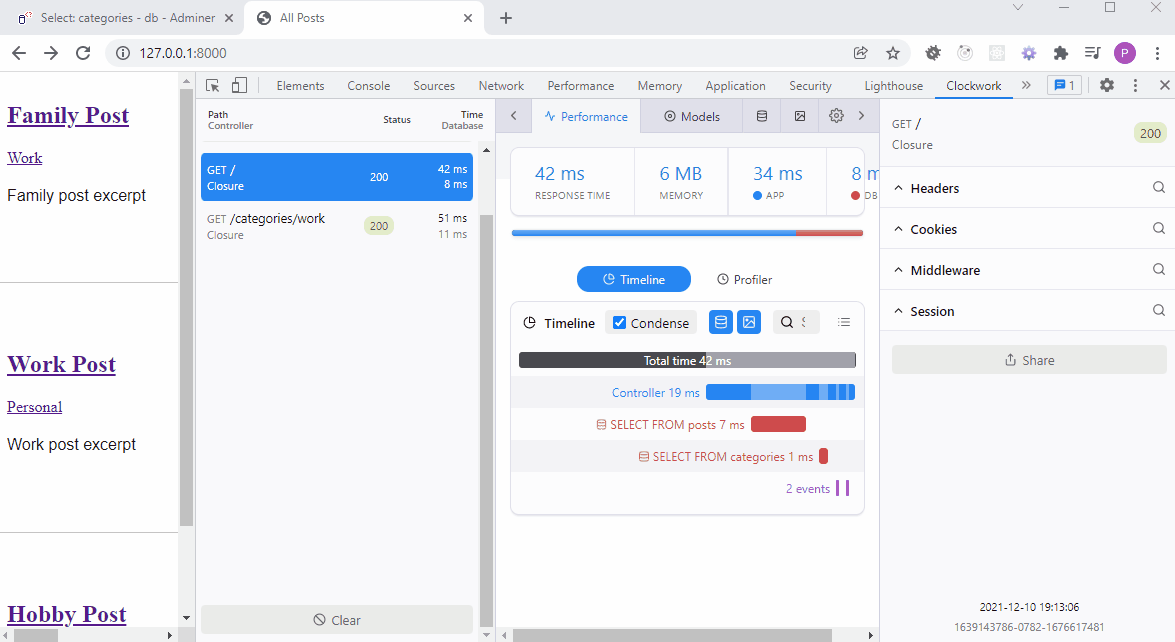 Select: categories - db - Adminer
All Posts
127.0.0.1:8000
P
Family Post
Work
Family post excerpt
Work Post
Personal
Work post excerpt
Hobby Post
Elements Console Sources Network Performance Memory Application Security Lighthouse Clockwork 1
Path
Controller
Status
Time
Database
GET /
Closure
200
42 ms
8 ms
GET /categories/work
Closure
200
51 ms
11 ms
Clear
Performance Models
42 ms
RESPONSE TIME
6 MB
MEMORY
34 ms
APP
8 m
DB
Timeline Profiler
Timeline Condense
Total time 42 ms
Controller 19 ms
SELECT FROM posts 7 ms
SELECT FROM categories 1 ms
2 events
GET /
Closure
200
Headers
Cookies
Middleware
Session
Share
2021-12-10 19:13:06
1639143786-0782-1676617481